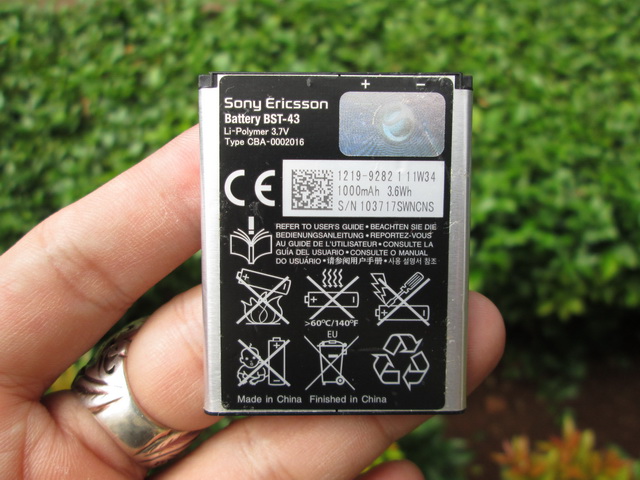 + −
Sony Ericsson
Battery BST-43
Li-Polymer 3.7V
Type CBA-0002016
1219-9282 1 11W34
1000mAh 3.6Wh
S/N 103717SWNCNS
CE
REFER TO USER'S GUIDE • BEACHTEN SIE DIE
BEDIENUNGSANLEITUNG • REPORTEZ-VOUS
AU GUIDE DE L'UTILISATEUR • CONSULTE LA
GUÍA DEL USUARIO • CONSULTE O MANUAL
DO USUÁRIO • 请参阅用户手册 • 사용 설명서 참조
>60°C/140°F
EU
Made in China Finished in China